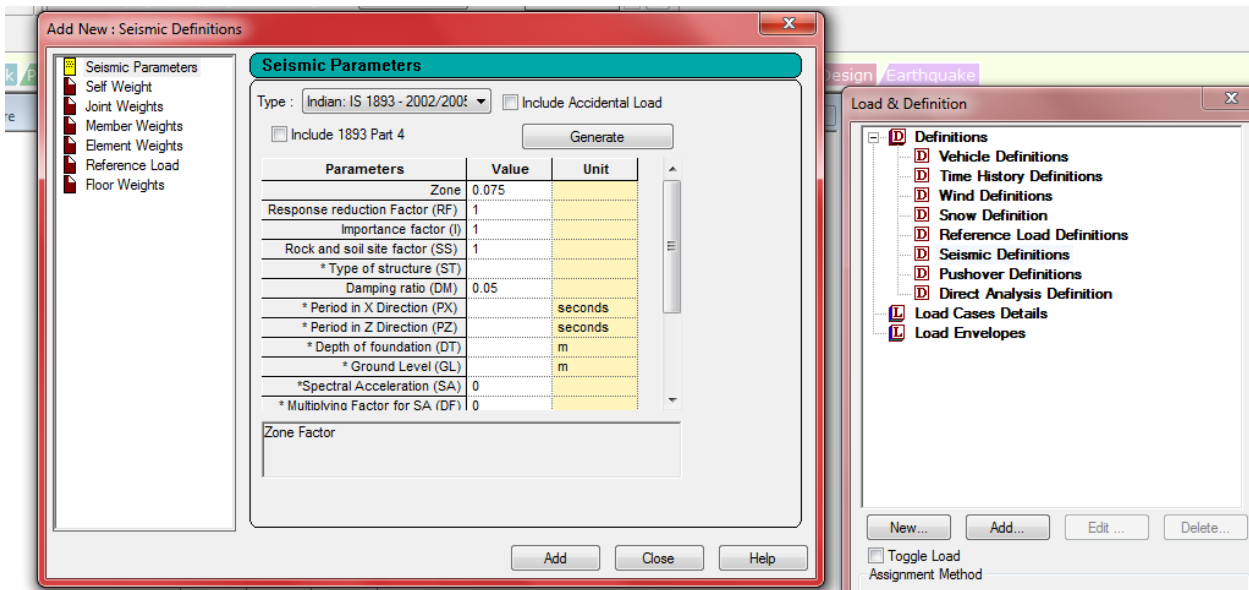 Add New : Seismic Definitions
Seismic Parameters
Self Weight
Joint Weights
Member Weights
Element Weights
Reference Load
Floor Weights
Seismic Parameters
Type : Indian: IS 1893 - 2002/2005 Include Accidental Load
Include 1893 Part 4 Generate
Parameters Value Unit
Zone 0.075
Response reduction Factor (RF) 1
Importance factor (I) 1
Rock and soil site factor (SS) 1
* Type of structure (ST)
Damping ratio (DM) 0.05
* Period in X Direction (PX) seconds
* Period in Z Direction (PZ) seconds
* Depth of foundation (DT) m
* Ground Level (GL) m
*Spectral Acceleration (SA) 0
* Multiplying Factor for SA (DF) 0
Zone Factor
Add Close Help
esign Earthquake
Load & Definition
Definitions
Vehicle Definitions
Time History Definitions
Wind Definitions
Snow Definition
Reference Load Definitions
Seismic Definitions
Pushover Definitions
Direct Analysis Definition
Load Cases Details
Load Envelopes
New... Add... Edit ... Delete...
Toggle Load
Assignment Method